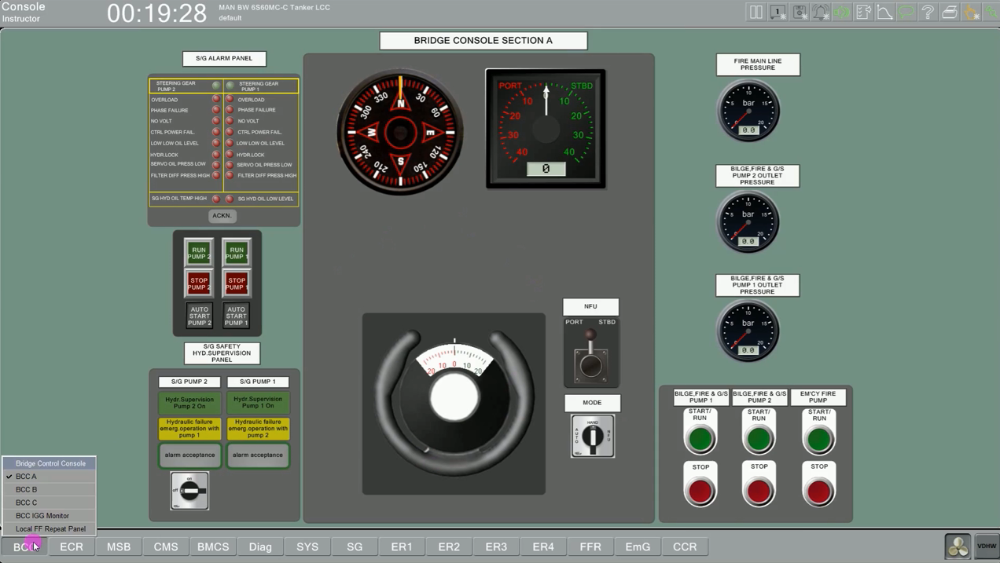 Console
Instructor
00:19:28
MAN BW 6S60MC-C Tanker LCC
default
1
BRIDGE CONSOLE SECTION A
S/G ALARM PANEL
STEERING GEAR
PUMP 2
STEERING GEAR
PUMP 1
OVERLOAD
OVERLOAD
PHASE FAILURE
PHASE FAILURE
NO VOLT
NO VOLT
CTRL POWER FAIL.
CTRL POWER FAIL.
LOW LOW OIL LEVEL
LOW LOW OIL LEVEL
HYDR.LOCK
HYDR.LOCK
SERVO OIL PRESS LOW
SERVO OIL PRESS LOW
FILTER DIFF PRESS HIGH
FILTER DIFF PRESS HIGH
SG HYD OIL TEMP HIGH
SG HYD OIL LOW LEVEL
ACKN.
RUN
PUMP 2
RUN
PUMP 1
STOP
PUMP 2
STOP
PUMP 1
AUTO
START
PUMP 2
AUTO
START
PUMP 1
S/G SAFETY
HYD.SUPERVISION
PANEL
S/G PUMP 2
S/G PUMP 1
Hydr.Supervision
Pump 2 On
Hydr.Supervision
Pump 1 On
Hydraulic failure
emerg.operation with
pump 1
Hydraulic failure
emerg.operation with
pump 2
alarm acceptance
alarm acceptance
on
off
N
30
60
E
120
150
S
210
240
W
300
330
PORT
STBD
0
10
10
20
20
30
30
40
40
0
20
10
0
10
20
NFU
PORT
STBD
MODE
HAND
AUTO
NFU
FIRE MAIN LINE
PRESSURE
10
5
bar
15
0
20
0.0
BILGE,FIRE & G/S
PUMP 2 OUTLET
PRESSURE
10
5
bar
15
0
20
0.0
BILGE,FIRE & G/S
PUMP 1 OUTLET
PRESSURE
10
5
bar
15
0
20
0.0
BILGE,FIRE & G/S
PUMP 1
BILGE,FIRE & G/S
PUMP 2
EM'CY FIRE
PUMP
START/
RUN
START/
RUN
START/
RUN
STOP
STOP
STOP
Bridge Control Console
BCC A
BCC B
BCC C
BCC IGG Monitor
Local FF Repeat Panel
BCC
ECR
MSB
CMS
BMCS
Diag
SYS
SG
ER1
ER2
ER3
ER4
FFR
EmG
CCR
VDHW